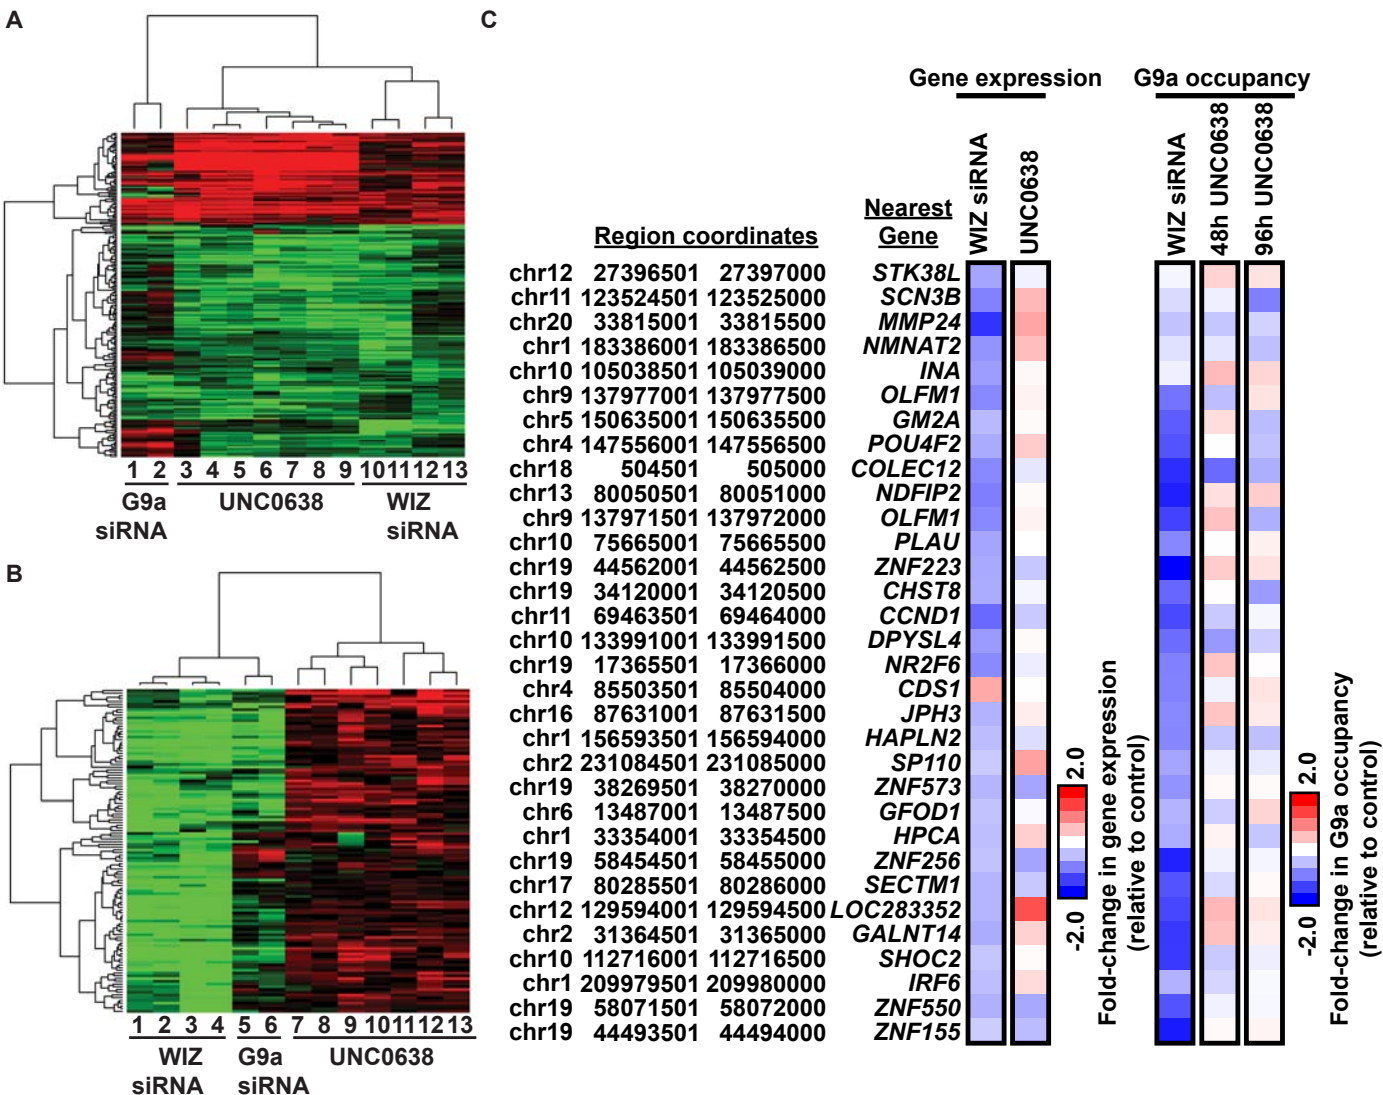 A
1 2 3 4 5 6 7 8 9 10 11 12 13
G9a siRNA
UNC0638
WIZ siRNA
B
1 2 3 4 5 6 7 8 9 10 11 12 13
WIZ siRNA
G9a siRNA
UNC0638
C
Gene expression
G9a occupancy
WIZ siRNA
UNC0638
WIZ siRNA
48h UNC0638
96h UNC0638
Region coordinates
Nearest
Gene
chr12 27396501 27397000 STK38L
chr11 123524501 123525000 SCN3B
chr20 33815001 33815500 MMP24
chr1 183386001 183386500 NMNAT2
chr10 105038501 105039000 INA
chr9 137977001 137977500 OLFM1
chr5 150635001 150635500 GM2A
chr4 147556001 147556500 POU4F2
chr18 504501 505000 COLEC12
chr13 80050501 80051000 NDFIP2
chr9 137971501 137972000 OLFM1
chr10 75665001 75665500 PLAU
chr19 44562001 44562500 ZNF223
chr19 34120001 34120500 CHST8
chr11 69463501 69464000 CCND1
chr10 133991001 133991500 DPYSL4
chr19 17365501 17366000 NR2F6
chr4 85503501 85504000 CDS1
chr16 87631001 87631500 JPH3
chr1 156593501 156594000 HAPLN2
chr2 231084501 231085000 SP110
chr19 38269501 38270000 ZNF573
chr6 13487001 13487500 GFOD1
chr1 33354001 33354500 HPCA
chr19 58454501 58455000 ZNF256
chr17 80285501 80286000 SECTM1
chr12 129594001 129594500 LOC283352
chr2 31364501 31365000 GALNT14
chr10 112716001 112716500 SHOC2
chr1 209979501 209980000 IRF6
chr19 58071501 58072000 ZNF550
chr19 44493501 44494000 ZNF155
-2.0 2.0
Fold-change in gene expression
(relative to control)
-2.0 2.0
Fold-change in G9a occupancy
(relative to control)